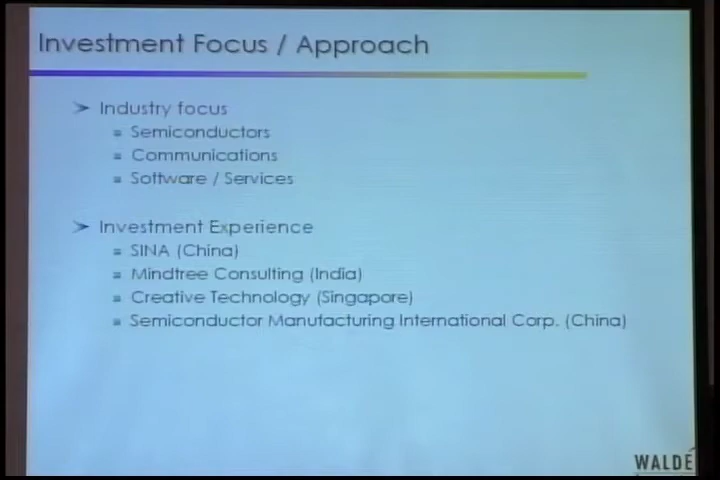 Investment Focus / Approach
➢ Industry focus
▪ Semiconductors
▪ Communications
▪ Software / Services
➢ Investment Experience
▪ SINA (China)
▪ Mindtree Consulting (India)
▪ Creative Technology (Singapore)
▪ Semiconductor Manufacturing International Corp. (China)
WALDE